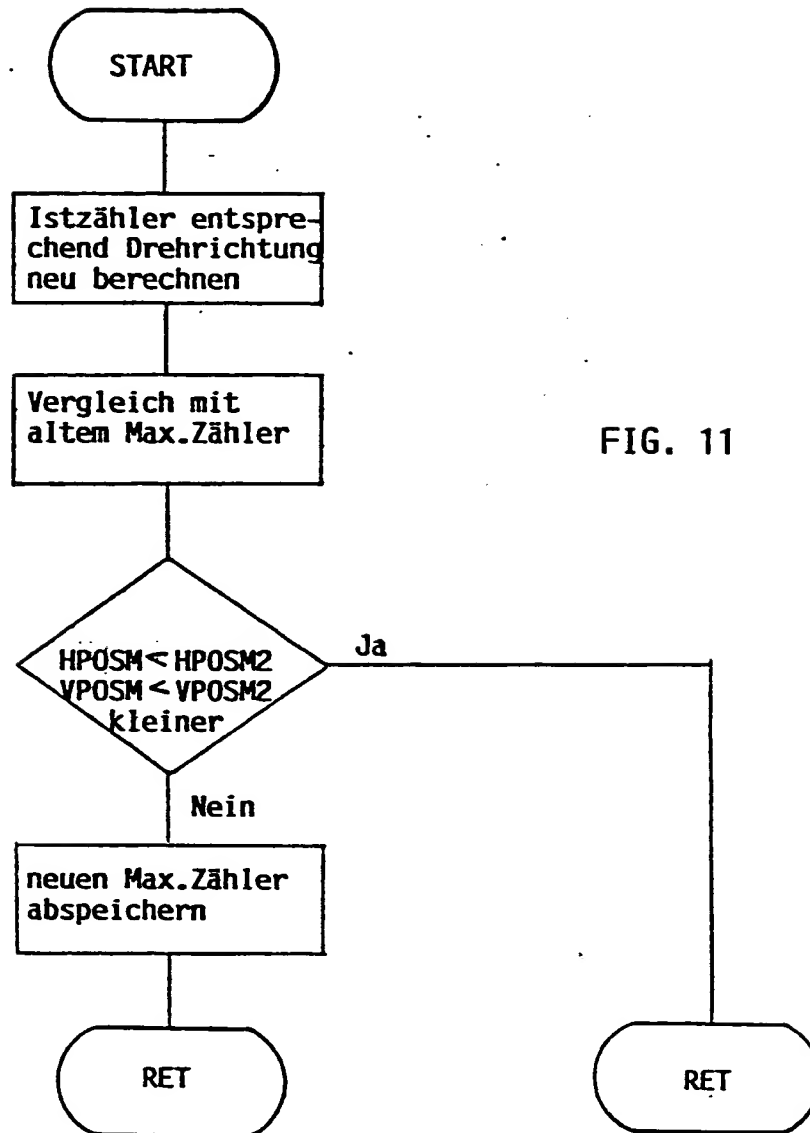 START
Istzähler entspre-
chend Drehrichtung
neu berechnen
Vergleich mit
altem Max.Zähler
FIG. 11
HPOSM < HPOSM2
VPOSM < VPOSM2
kleiner
Ja
Nein
neuen Max.Zähler
abspeichern
RET
RET